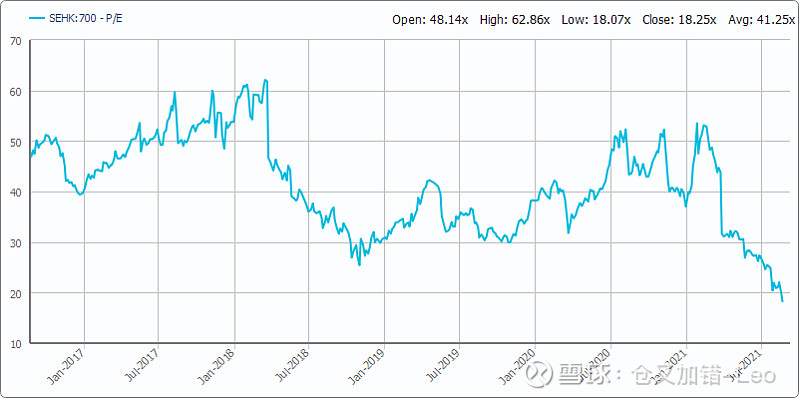 SEHK:700 - P/E
Open: 48.14x High: 62.86x Low: 18.07x Close: 18.25x Avg: 41.25x
70
60
50
40
30
20
10
Jan-2017
Jul-2017
Jan-2018
Jul-2018
Jan-2019
Jul-2019
Jan-2020
Jul-2020
Jan-2021
Jul-2021
雪球:仓又加错-Leo